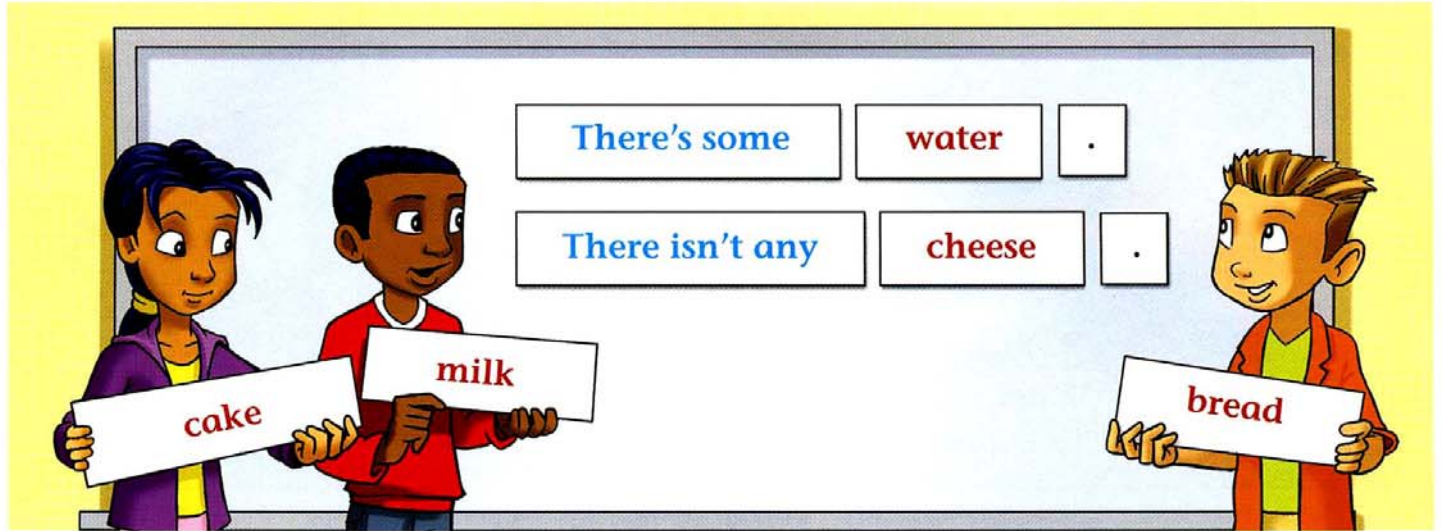 There's some water .
There isn't any cheese .
milk
cake
bread